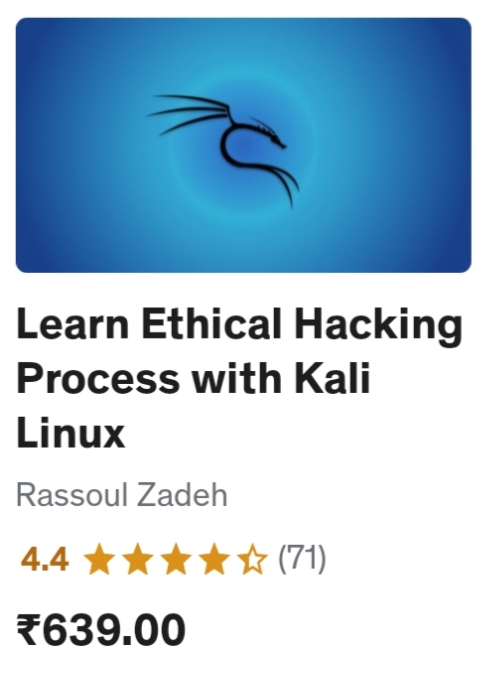 Learn Ethical Hacking
Process with Kali
Linux
Rassoul Zadeh
4.4 ★★★★☆ (71)
₹639.00